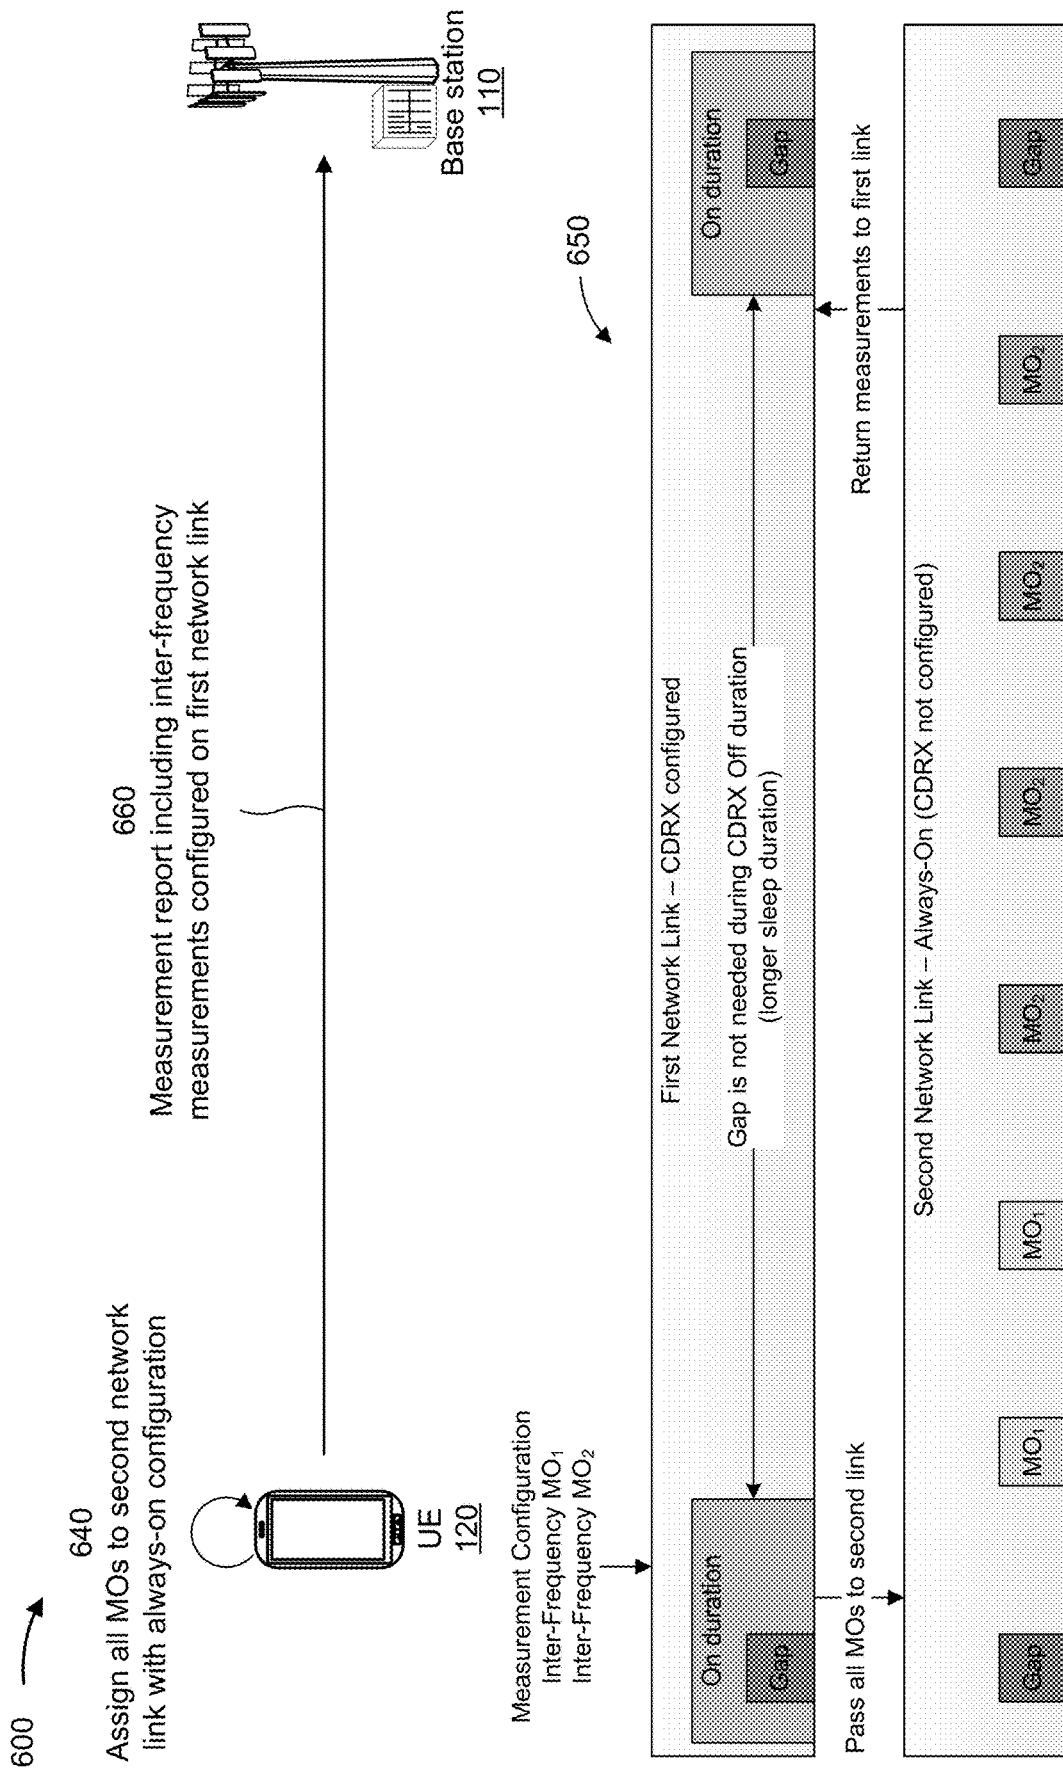 600
640
Assign all MOs to second network
link with always-on configuration
UE
120
660
Measurement report including inter-frequency
measurements configured on first network link
Base station
110
Measurement Configuration
Inter-Frequency MO₁
Inter-Frequency MO₂
650
First Network Link – CDRX configured
On duration
Gap
Gap is not needed during CDRX Off duration
(longer sleep duration)
On duration
Gap
Pass all MOs to second link
Return measurements to first link
Second Network Link – Always-On (CDRX not configured)
Gap
MO₁
MO₁
MO₂
MO₂
MO₂
MO₂
Gap